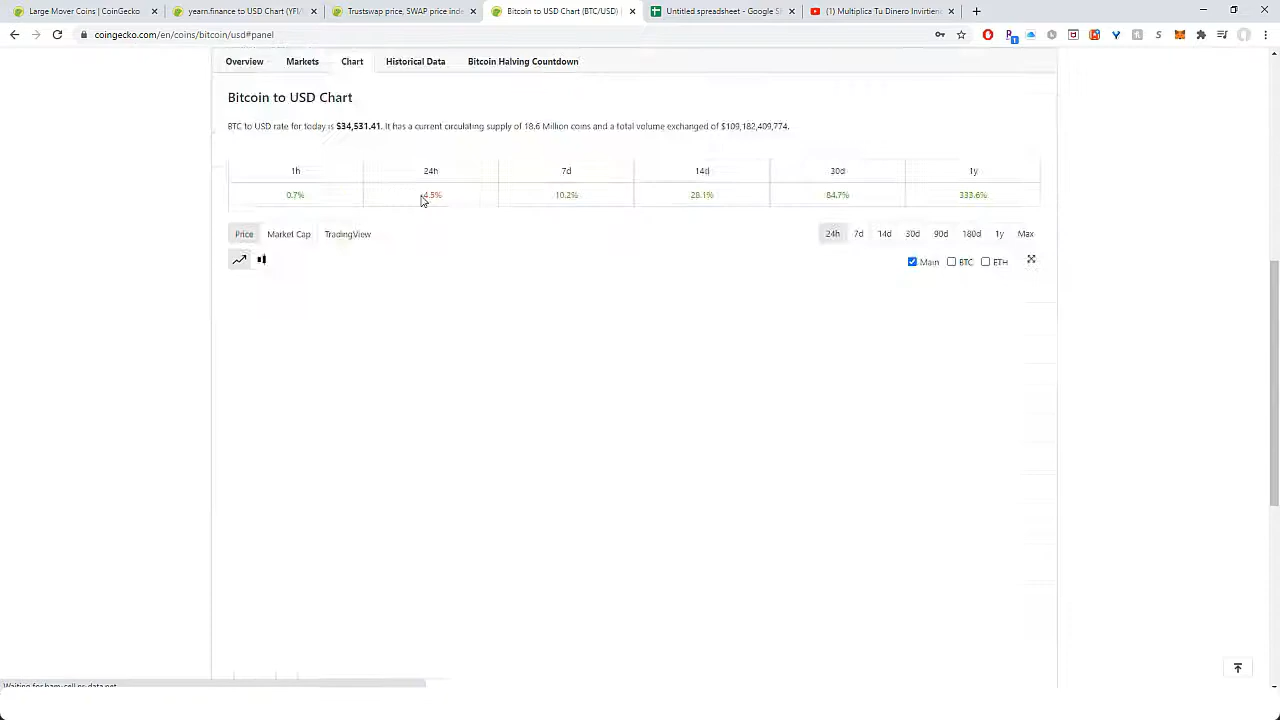 Large Mover Coins | CoinGecko
yearn.finance to USD Chart (YFI/
Trustswap price, SWAP price inde
Bitcoin to USD Chart (BTC/USD) |
Untitled spreadsheet - Google Sh
(1) Multiplica Tu Dinero Invirtien
coingecko.com/en/coins/bitcoin/usd#panel
Overview
Markets
Chart
Historical Data
Bitcoin Halving Countdown
Bitcoin to USD Chart
BTC to USD rate for today is $34,531.41. It has a current circulating supply of 18.6 Million coins and a total volume exchanged of $109,182,409,774.
1h 24h 7d 14d 30d 1y
0.7% 4.5% 10.2% 28.1% 84.7% 333.6%
Price Market Cap TradingView
24h 7d 14d 30d 90d 180d 1y Max
Main BTC ETH